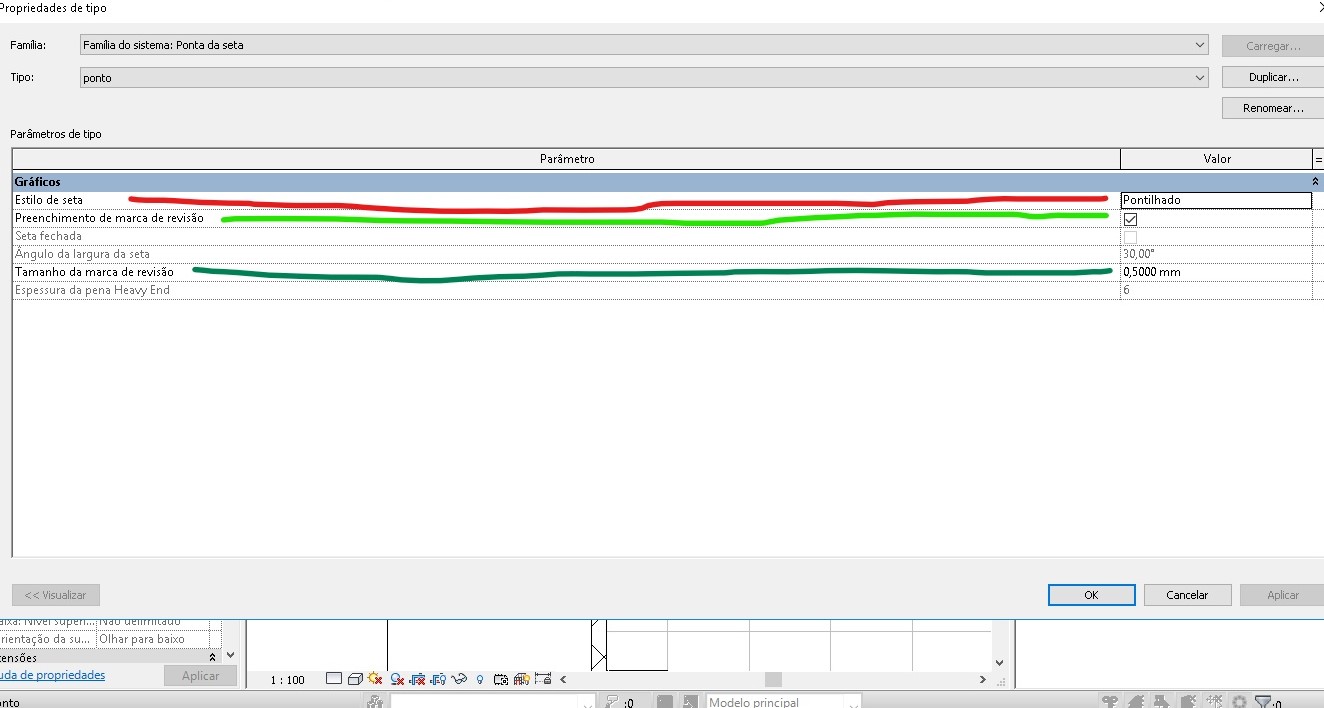 Propriedades de tipo
Família: Família do sistema: Ponta da seta Carregar...
Tipo: ponto Duplicar...
Renomear...
Parâmetros de tipo
Parâmetro Valor =
Gráficos
Estilo de seta Pontilhado
Preenchimento de marca de revisão
Seta fechada
Ângulo da largura da seta 30,00°
Tamanho da marca de revisão 0,5000 mm
Espessura da pena Heavy End 6
<< Visualizar OK Cancelar Aplicar
Nível superi... Não delimitado
rientação da su... Olhar para baixo
ensões
uda de propriedades Aplicar
1 : 100
onto :0 Modelo principal :0